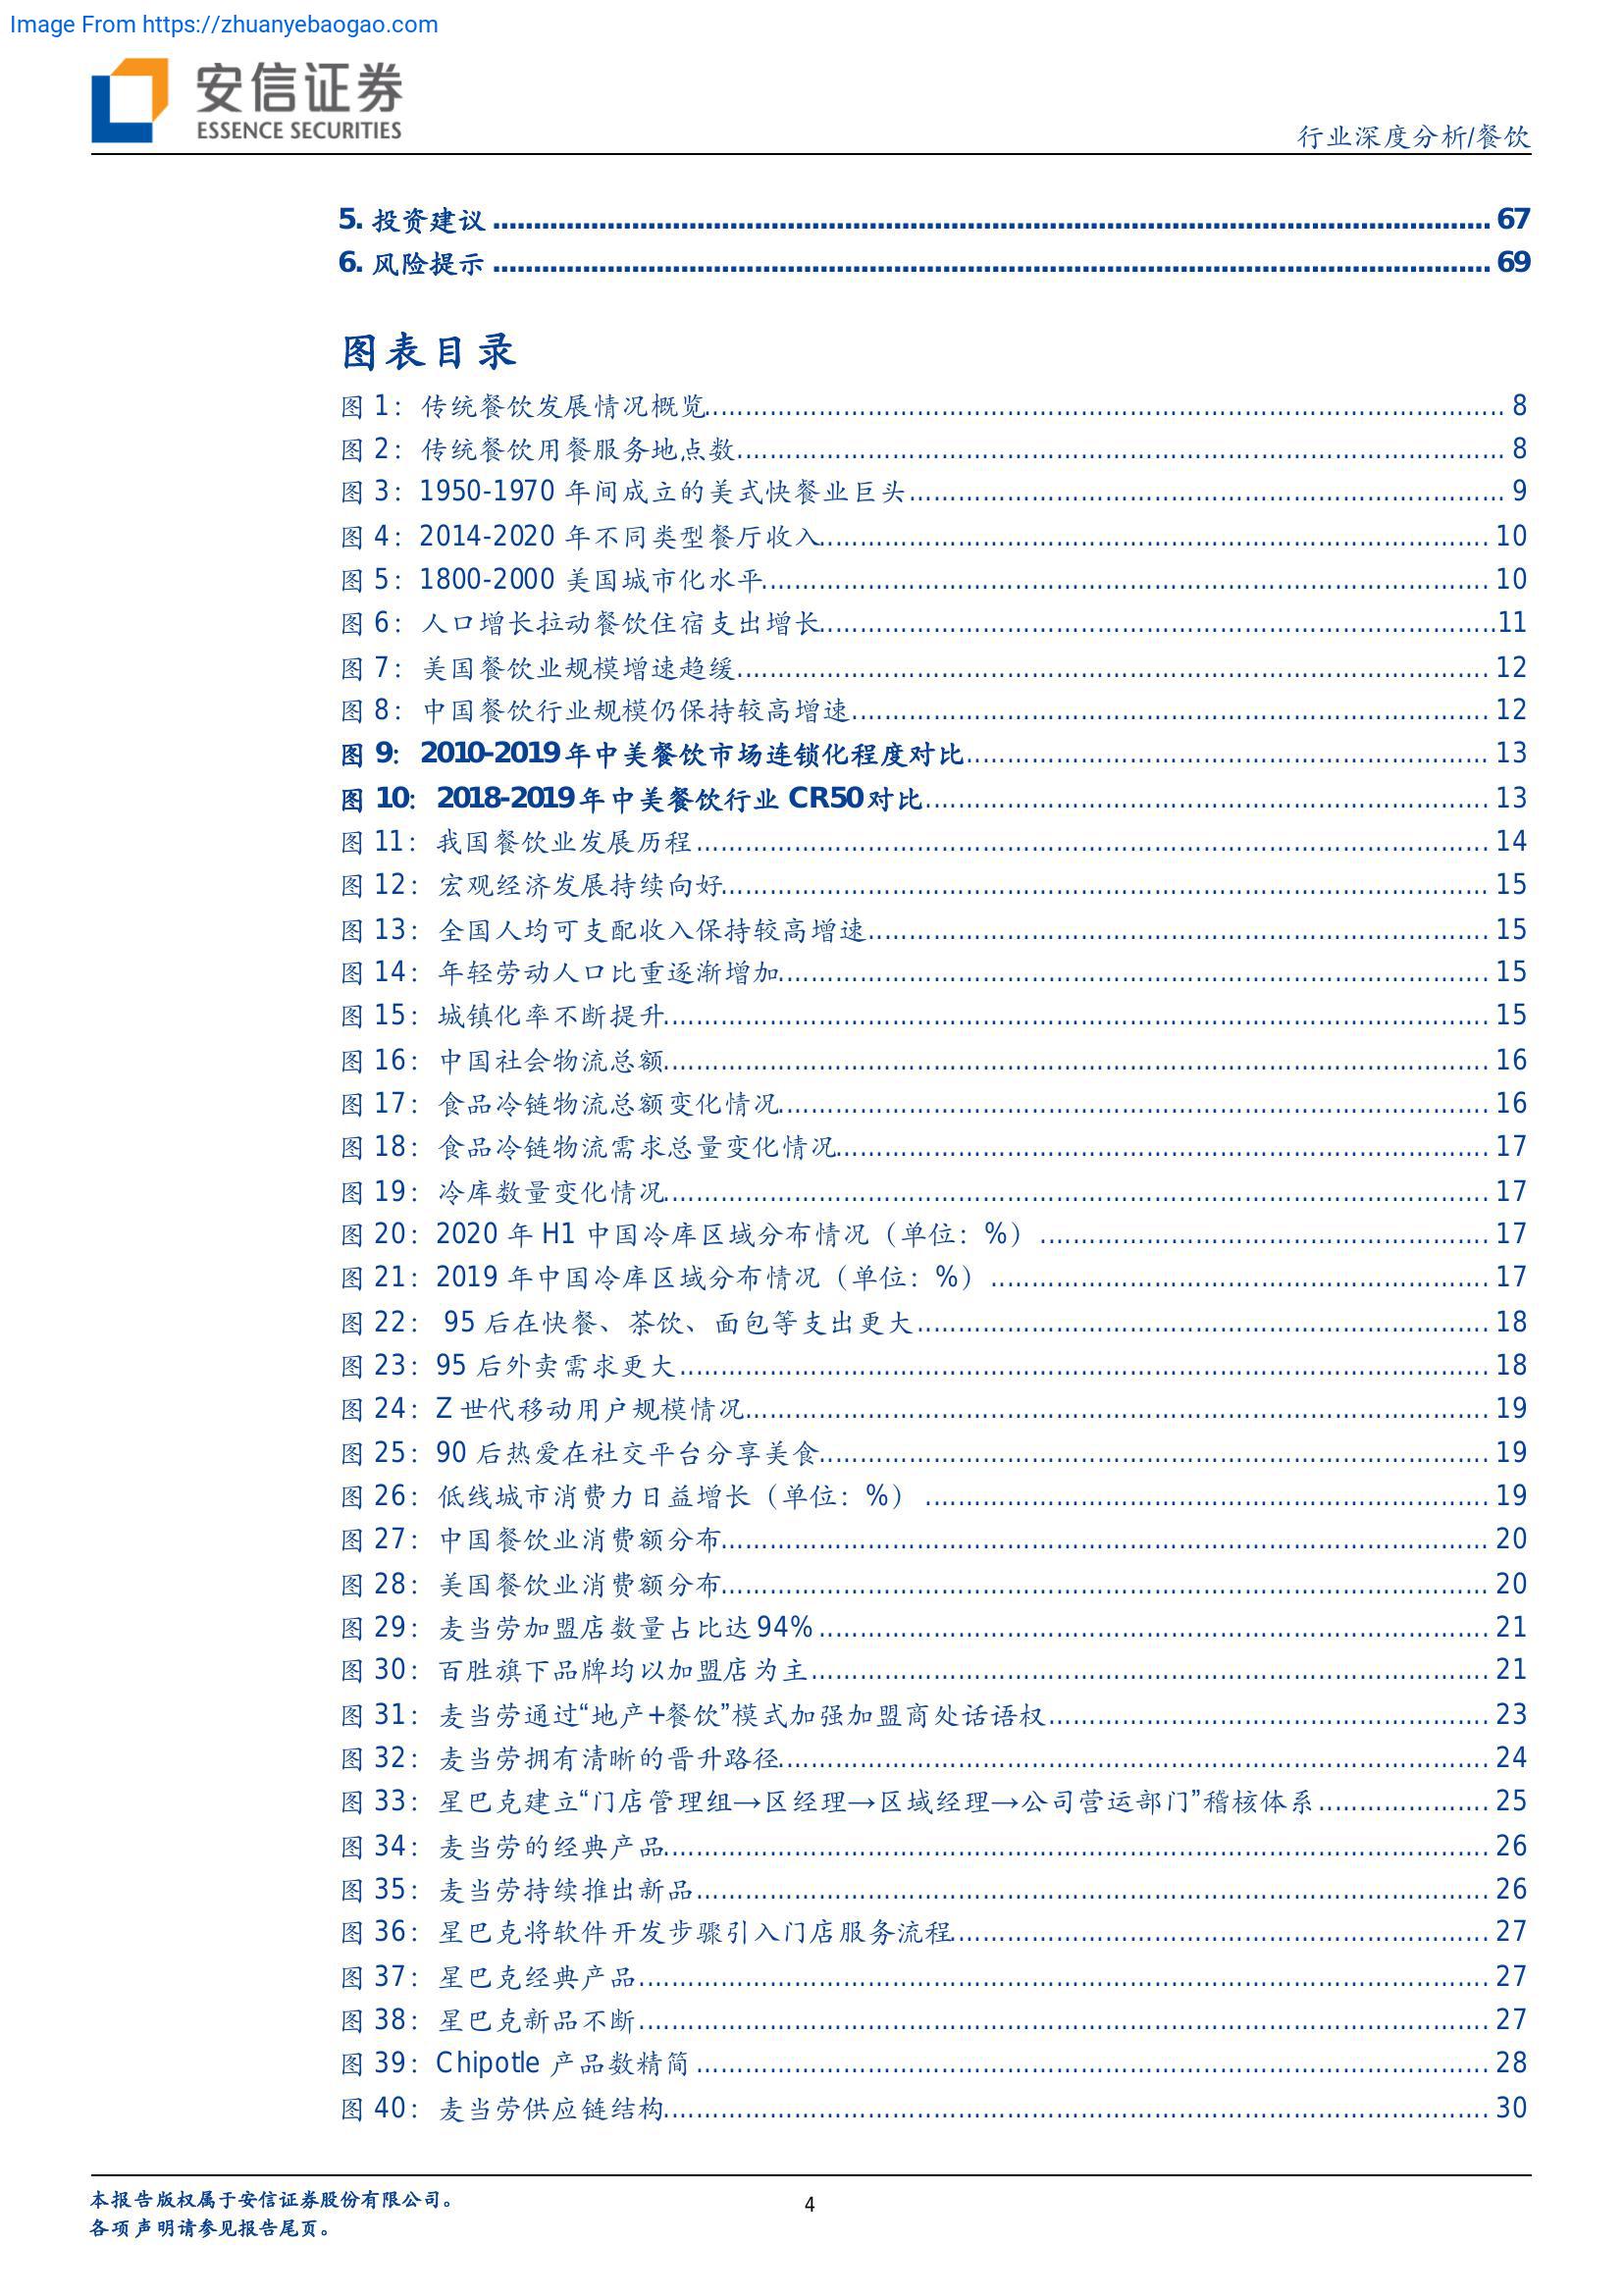 Image From https://zhuanyebaogao.com
安信证券
ESSENCE SECURITIES
行业深度分析/餐饮
5. 投资建议 67
6. 风险提示 69
图表目录
图 1：传统餐饮发展情况概览 8
图 2：传统餐饮用餐服务地点数 8
图 3：1950-1970 年间成立的美式快餐业巨头 9
图 4：2014-2020 年不同类型餐厅收入 10
图 5：1800-2000 美国城市化水平 10
图 6：人口增长拉动餐饮住宿支出增长 11
图 7：美国餐饮业规模增速趋缓 12
图 8：中国餐饮行业规模仍保持较高增速 12
图 9：2010-2019 年中美餐饮市场连锁化程度对比 13
图 10：2018-2019 年中美餐饮行业 CR50 对比 13
图 11：我国餐饮业发展历程 14
图 12：宏观经济发展持续向好 15
图 13：全国人均可支配收入保持较高增速 15
图 14：年轻劳动人口比重逐渐增加 15
图 15：城镇化率不断提升 15
图 16：中国社会物流总额 16
图 17：食品冷链物流总额变化情况 16
图 18：食品冷链物流需求总量变化情况 17
图 19：冷库数量变化情况 17
图 20：2020 年 H1 中国冷库区域分布情况（单位：%） 17
图 21：2019 年中国冷库区域分布情况（单位：%） 17
图 22： 95 后在快餐、茶饮、面包等支出更大 18
图 23：95 后外卖需求更大 18
图 24：Z 世代移动用户规模情况 19
图 25：90 后热爱在社交平台分享美食 19
图 26：低线城市消费力日益增长（单位：%） 19
图 27：中国餐饮业消费额分布 20
图 28：美国餐饮业消费额分布 20
图 29：麦当劳加盟店数量占比达 94% 21
图 30：百胜旗下品牌均以加盟店为主 21
图 31：麦当劳通过“地产+餐饮”模式加强加盟商处话语权 23
图 32：麦当劳拥有清晰的晋升路径 24
图 33：星巴克建立“门店管理组→区经理→区域经理→公司营运部门”稽核体系 25
图 34：麦当劳的经典产品 26
图 35：麦当劳持续推出新品 26
图 36：星巴克将软件开发步骤引入门店服务流程 27
图 37：星巴克经典产品 27
图 38：星巴克新品不断 27
图 39：Chipotle 产品数精简 28
图 40：麦当劳供应链结构 30
本报告版权属于安信证券股份有限公司。
各项声明请参见报告尾页。
4